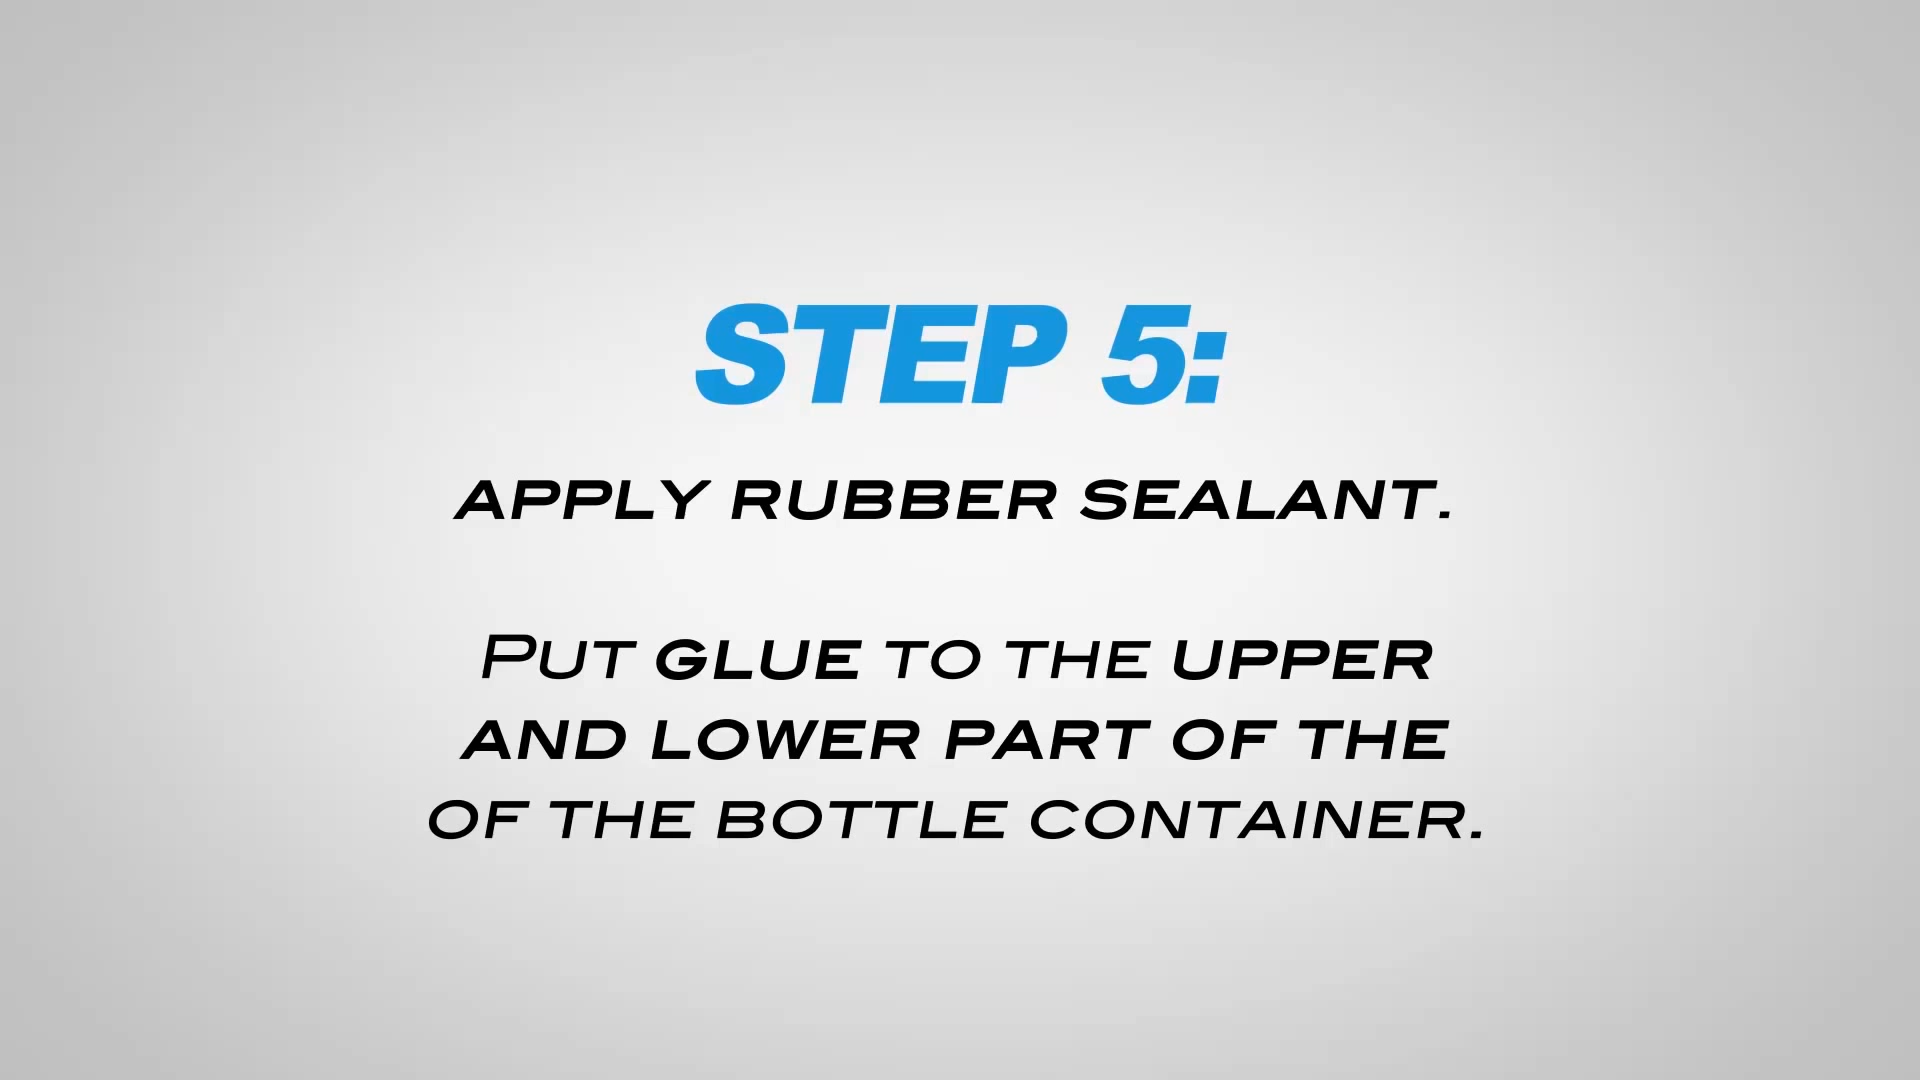 STEP 5:
APPLY RUBBER SEALANT.
PUT GLUE TO THE UPPER
AND LOWER PART OF THE
OF THE BOTTLE CONTAINER.